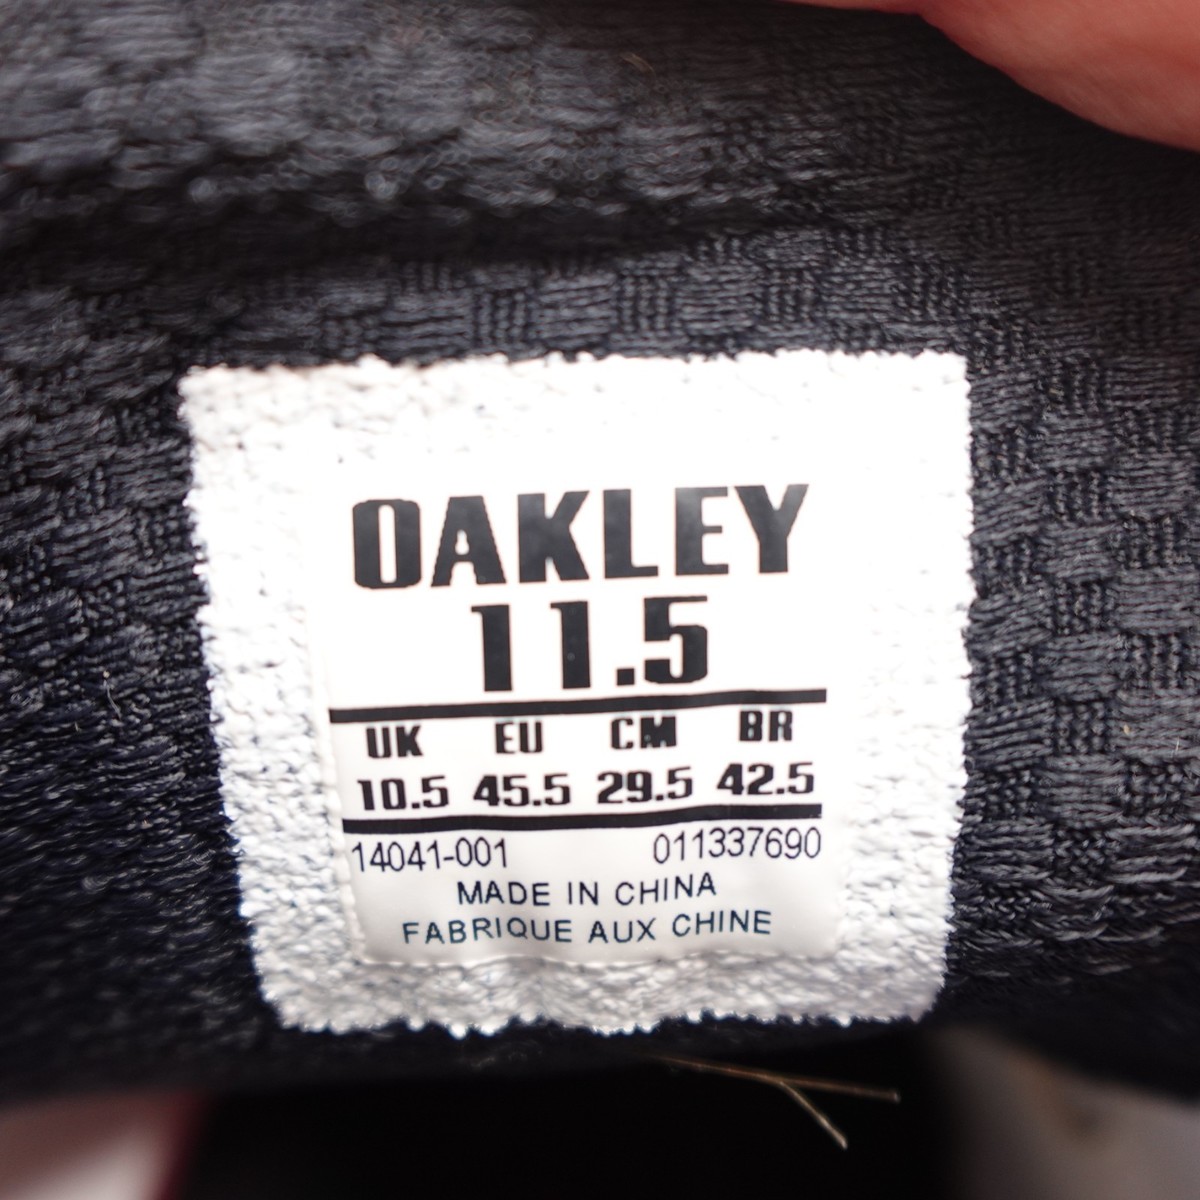 OAKLEY
11.5
UK EU CM BR
10.5 45.5 29.5 42.5
14041-001 011337690
MADE IN CHINA
FABRIQUE AUX CHINE